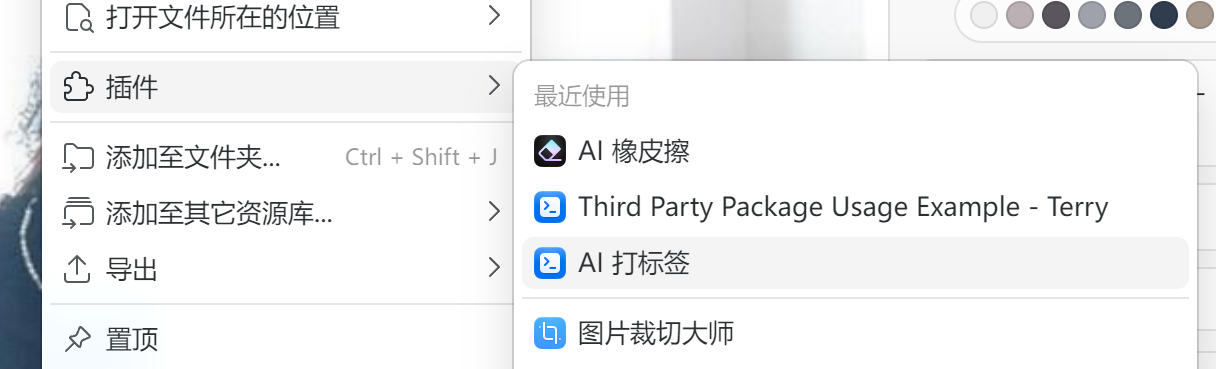 打开文件所在的位置
插件
添加至文件夹... Ctrl + Shift + J
添加至其它资源库...
导出
置顶
最近使用
AI 橡皮擦
Third Party Package Usage Example - Terry
AI 打标签
图片裁切大师